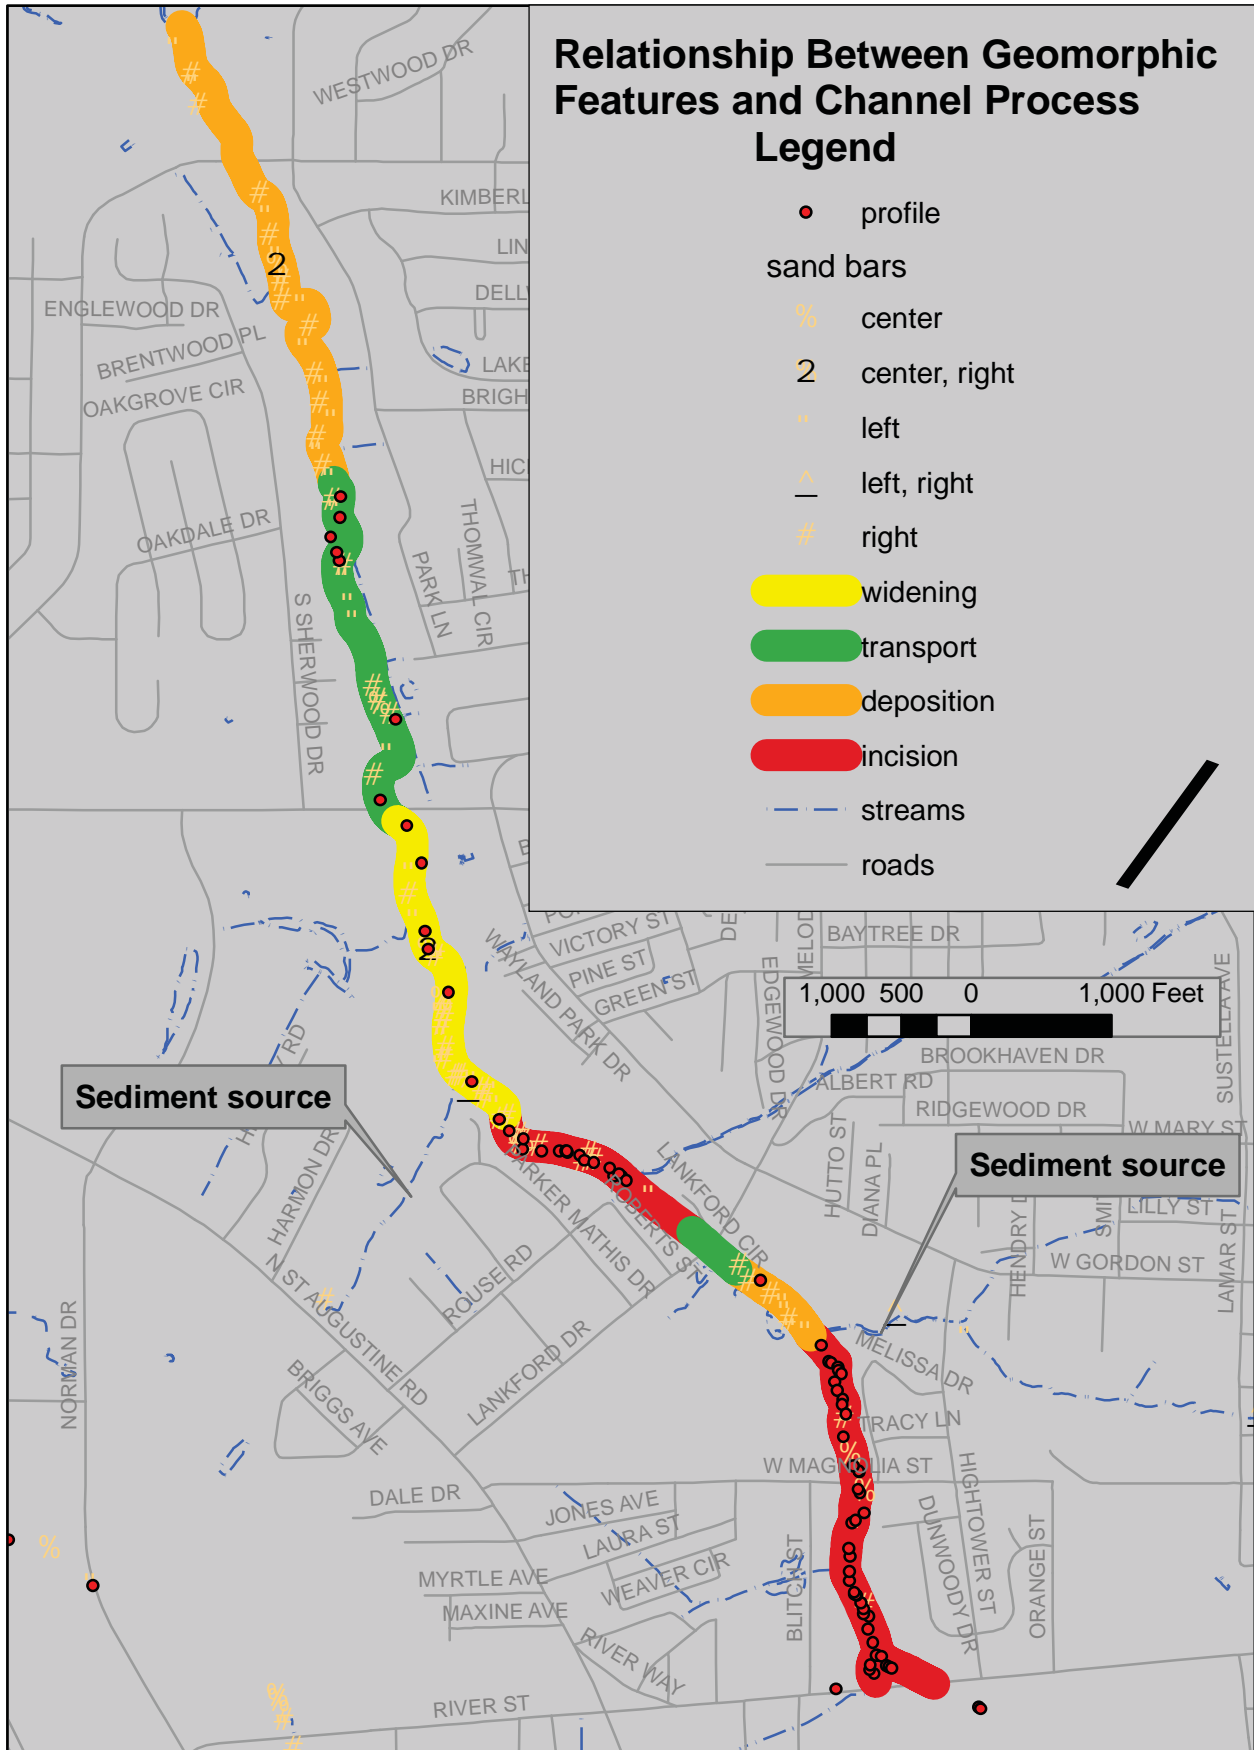 Relationship Between Geomorphic
Features and Channel Process
Legend
profile
sand bars
% center
2 center, right
" left
^ left, right
# right
widening
transport
deposition
incision
streams
roads
WESTWOOD DR
KIMBERL
LIN
ENGLEWOOD DR
DELLW
BRENTWOOD PL
LAKE
OAKGROVE CIR
BRIGH
HIC
OAKDALE DR
THOMWAL CIR
PARK LN
TH
S SHERWOOD DR
VICTORY ST
PINE ST
GREEN ST
WAYLAND PARK DR
DE
MELOD
BAYTREE DR
EDGEWOOD DR
1,000 500 0 1,000 Feet
SUSTELLA AVE
BROOKHAVEN DR
ALBERT RD
RIDGEWOOD DR
W MARY ST
Sediment source
HARMON DR
Sediment source
HUTTO ST
DIANA PL
HENDRY D
SMIT
LILLY ST
LAMAR ST
W GORDON ST
LANKFORD CIR
PARKER MATHIS DR
ROBERTS ST
ROUSE RD
N ST AUGUSTINE RD
NORMAN DR
LANKFORD DR
BRIGGS AVE
MELISSA DR
TRACY LN
W MAGNOLIA ST
DALE DR
JONES AVE
LAURA ST
WEAVER CIR
MYRTLE AVE
MAXINE AVE
BLITCH ST
DUNWOODY DR
HIGHTOWER ST
ORANGE ST
RIVER WAY
RIVER ST